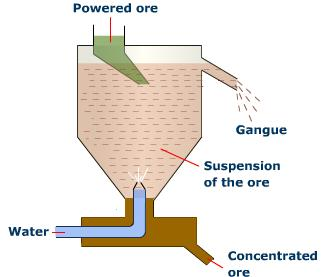 Powered ore
Gangue
Suspension
of the ore
Water
Concentrated
ore